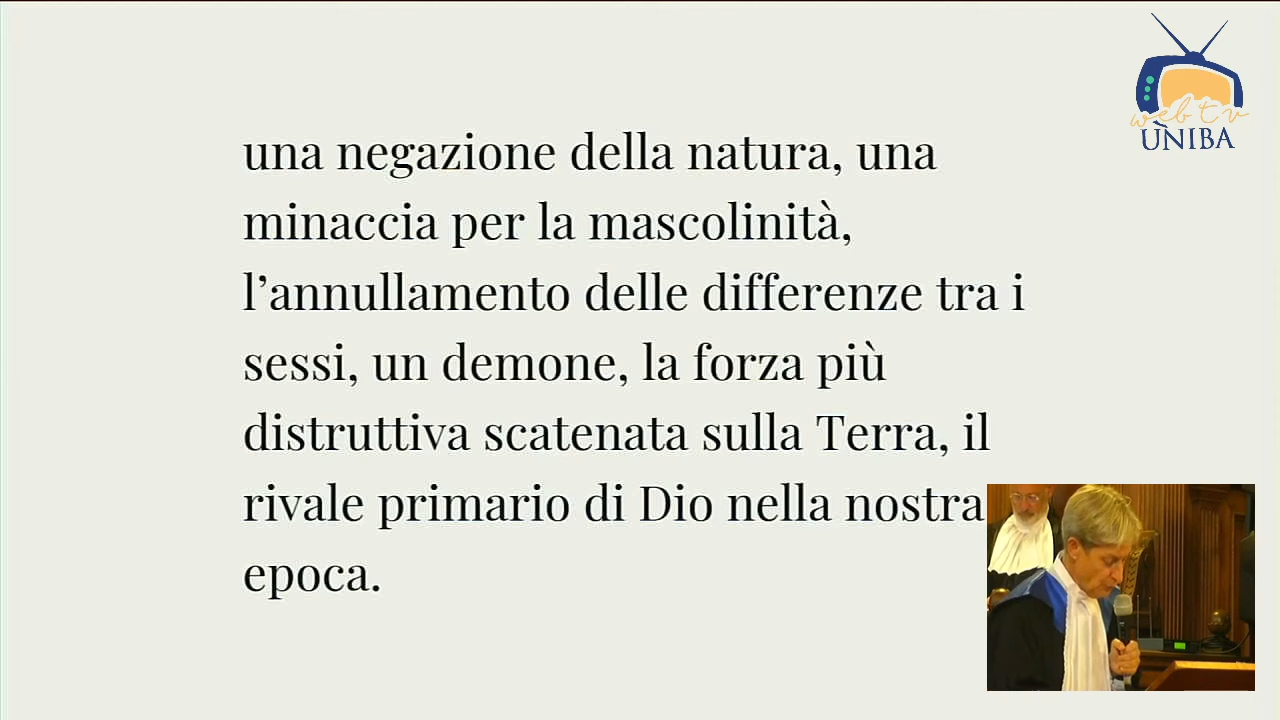 una negazione della natura, una
minaccia per la mascolinità,
l’annullamento delle differenze tra i
sessi, un demone, la forza più
distruttiva scatenata sulla Terra, il
rivale primario di Dio nella nostra
epoca.
web tv
UNIBA